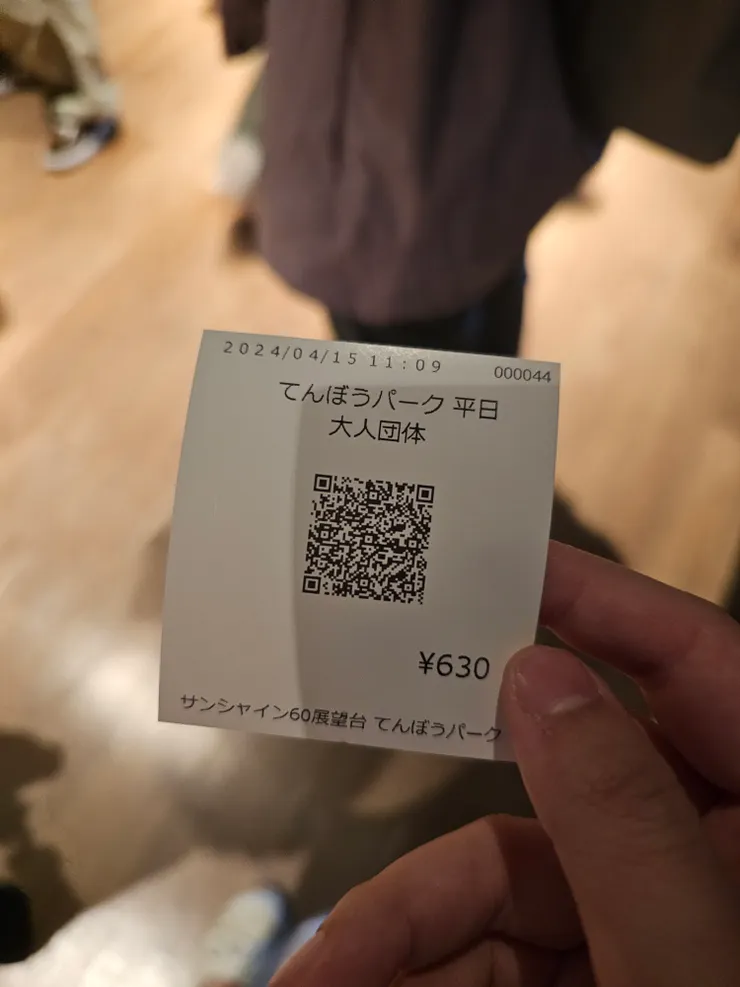 2024/04/15 11:09 000044
てんぼうパーク 平日
大人団体
¥630
サンシャイン60展望台 てんぼうパーク